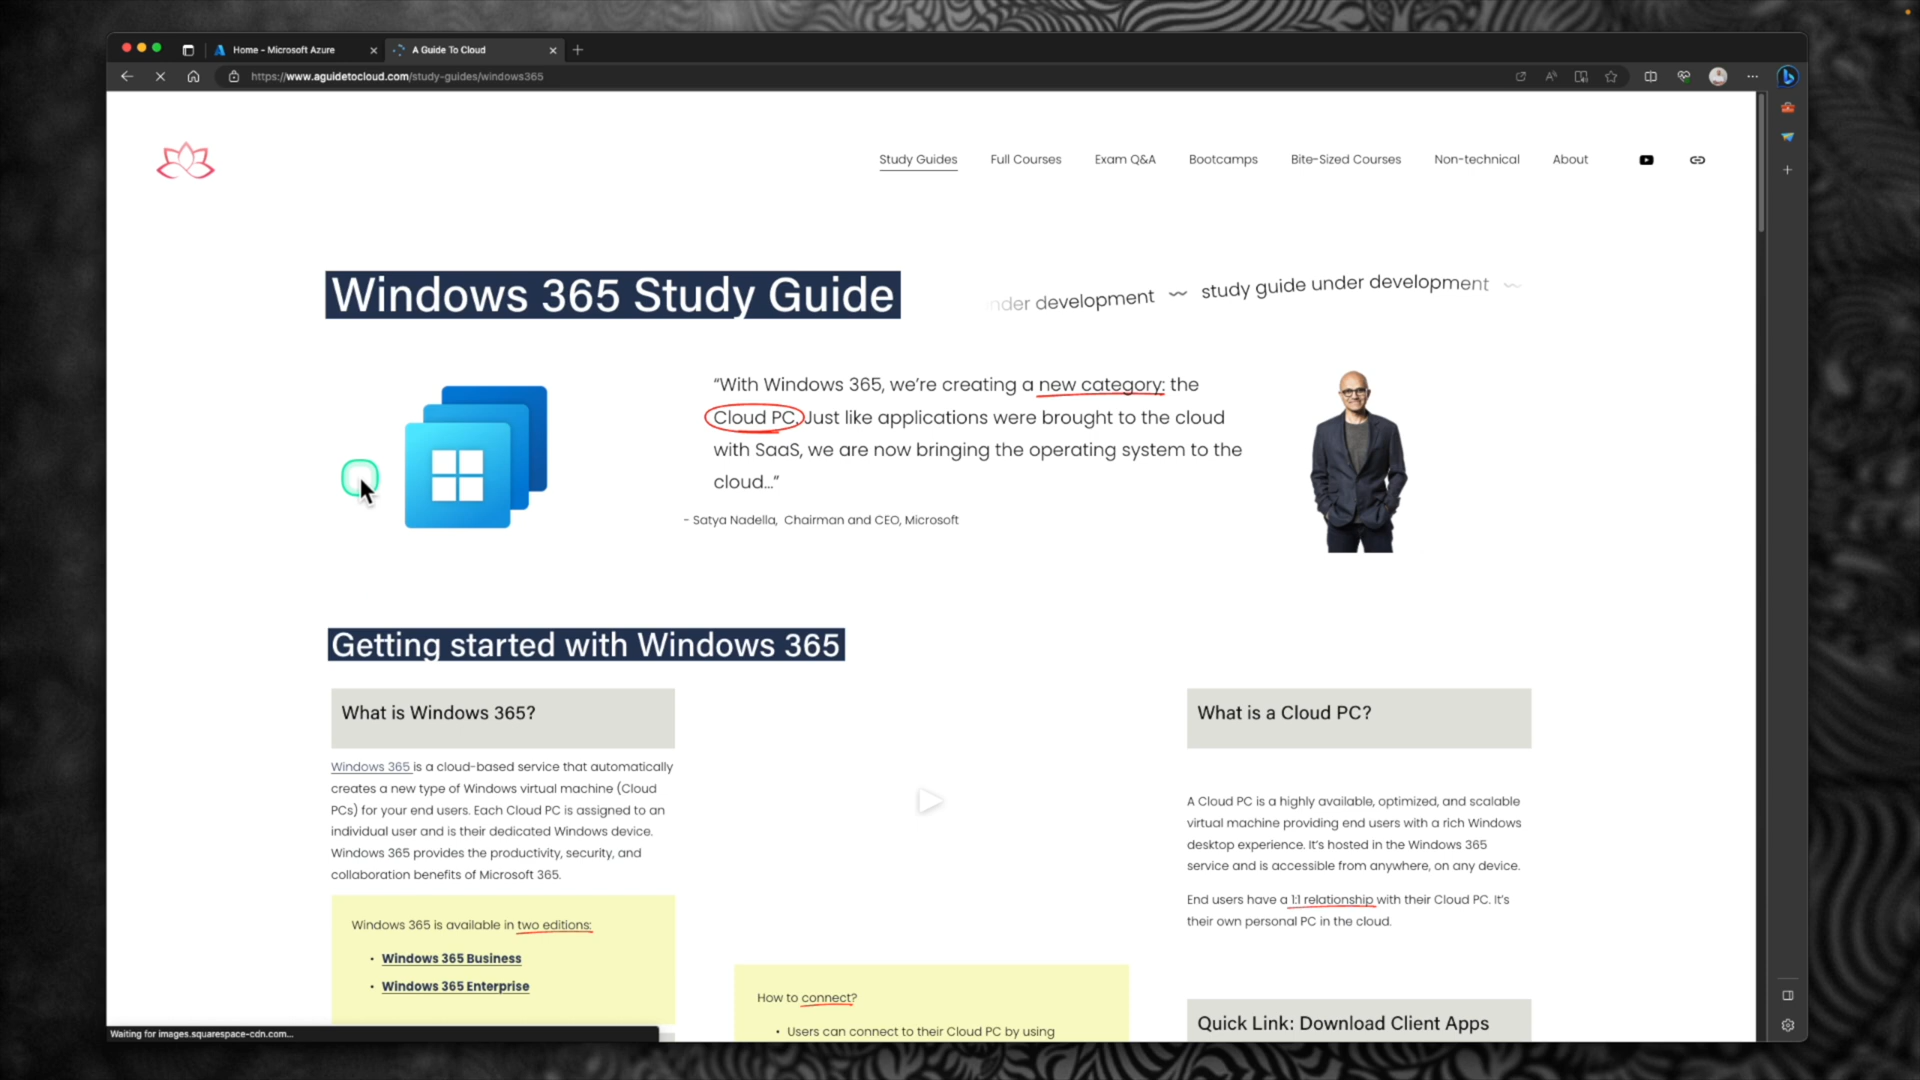 Home - Microsoft Azure
A Guide To Cloud
https://www.aguidetocloud.com/study-guides/windows365
Study Guides
Full Courses
Exam Q&A
Bootcamps
Bite-Sized Courses
Non-technical
About
Windows 365 Study Guide
under development
study guide under development
“With Windows 365, we’re creating a new category: the
Cloud PC. Just like applications were brought to the cloud
with SaaS, we are now bringing the operating system to the
cloud…”
- Satya Nadella, Chairman and CEO, Microsoft
Getting started with Windows 365
What is Windows 365?
Windows 365 is a cloud-based service that automatically
creates a new type of Windows virtual machine (Cloud
PCs) for your end users. Each Cloud PC is assigned to an
individual user and is their dedicated Windows device.
Windows 365 provides the productivity, security, and
collaboration benefits of Microsoft 365.
Windows 365 is available in two editions:
• Windows 365 Business
• Windows 365 Enterprise
How to connect?
• Users can connect to their Cloud PC by using
What is a Cloud PC?
A Cloud PC is a highly available, optimized, and scalable
virtual machine providing end users with a rich Windows
desktop experience. It’s hosted in the Windows 365
service and is accessible from anywhere, on any device.
End users have a 1:1 relationship with their Cloud PC. It’s
their own personal PC in the cloud.
Quick Link: Download Client Apps
Waiting for images.squarespace-cdn.com...